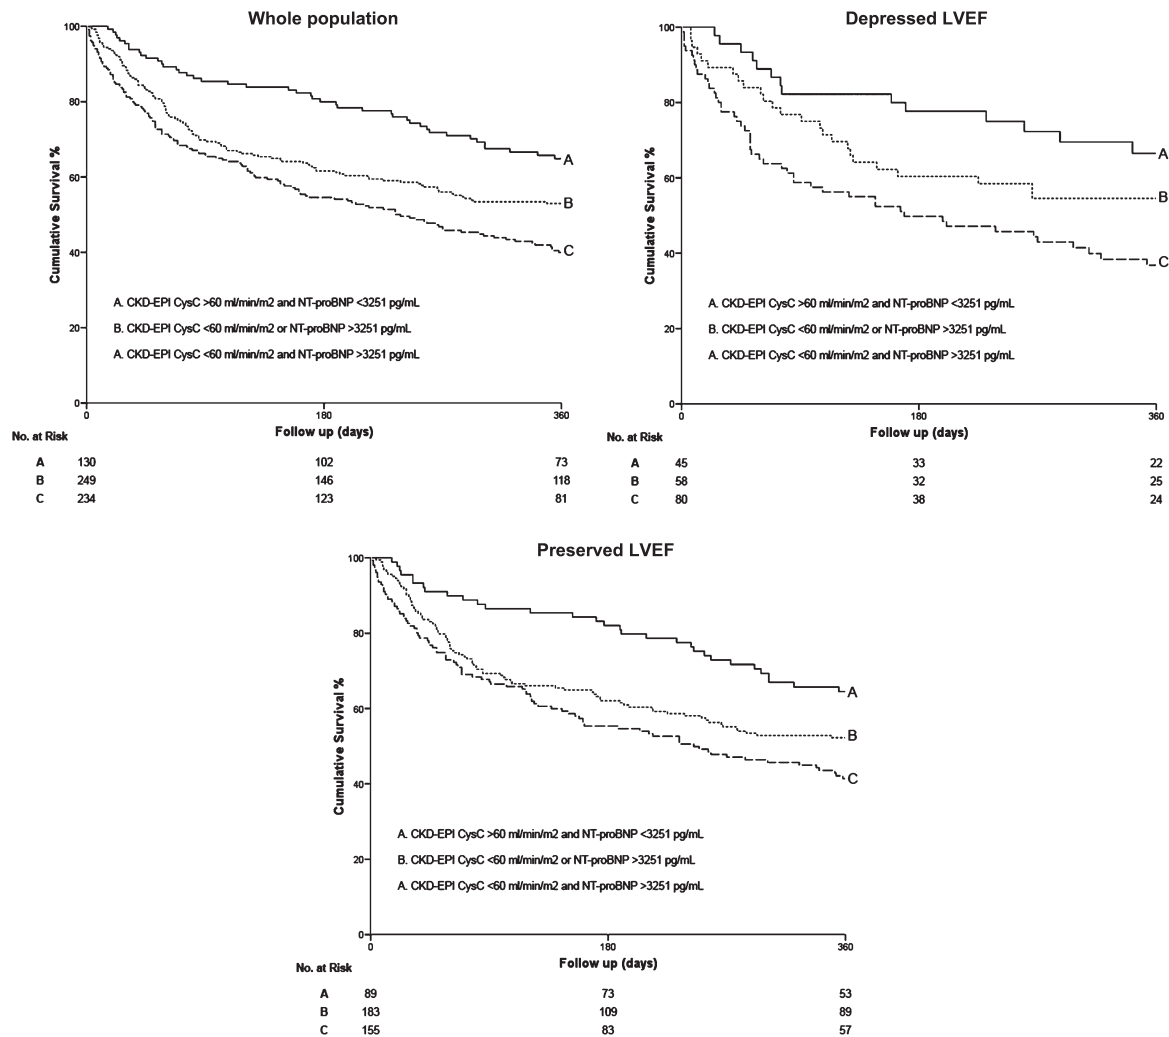 Whole population
100
80
60
40
20
0
Cumulative Survival %
A
B
C
A. CKD-EPI CysC >60 ml/min/m2 and NT-proBNP <3251 pg/mL
B. CKD-EPI CysC <60 ml/min/m2 or NT-proBNP >3251 pg/mL
A. CKD-EPI CysC <60 ml/min/m2 and NT-proBNP >3251 pg/mL
0 180 360
Follow up (days)
No. at Risk
A 130 102 73
B 249 146 118
C 234 123 81
Depressed LVEF
100
80
60
40
20
0
Cumulative Survival %
A
B
C
A. CKD-EPI CysC >60 ml/min/m2 and NT-proBNP <3251 pg/mL
B. CKD-EPI CysC <60 ml/min/m2 or NT-proBNP >3251 pg/mL
A. CKD-EPI CysC <60 ml/min/m2 and NT-proBNP >3251 pg/mL
0 180 360
Follow up (days)
No. at Risk
A 45 33 22
B 58 32 25
C 80 38 24
Preserved LVEF
100
80
60
40
20
0
Cumulative Survival %
A
B
C
A. CKD-EPI CysC >60 ml/min/m2 and NT-proBNP <3251 pg/mL
B. CKD-EPI CysC <60 ml/min/m2 or NT-proBNP >3251 pg/mL
A. CKD-EPI CysC <60 ml/min/m2 and NT-proBNP >3251 pg/mL
0 180 360
Follow up (days)
No. at Risk
A 89 73 53
B 183 109 89
C 155 83 57